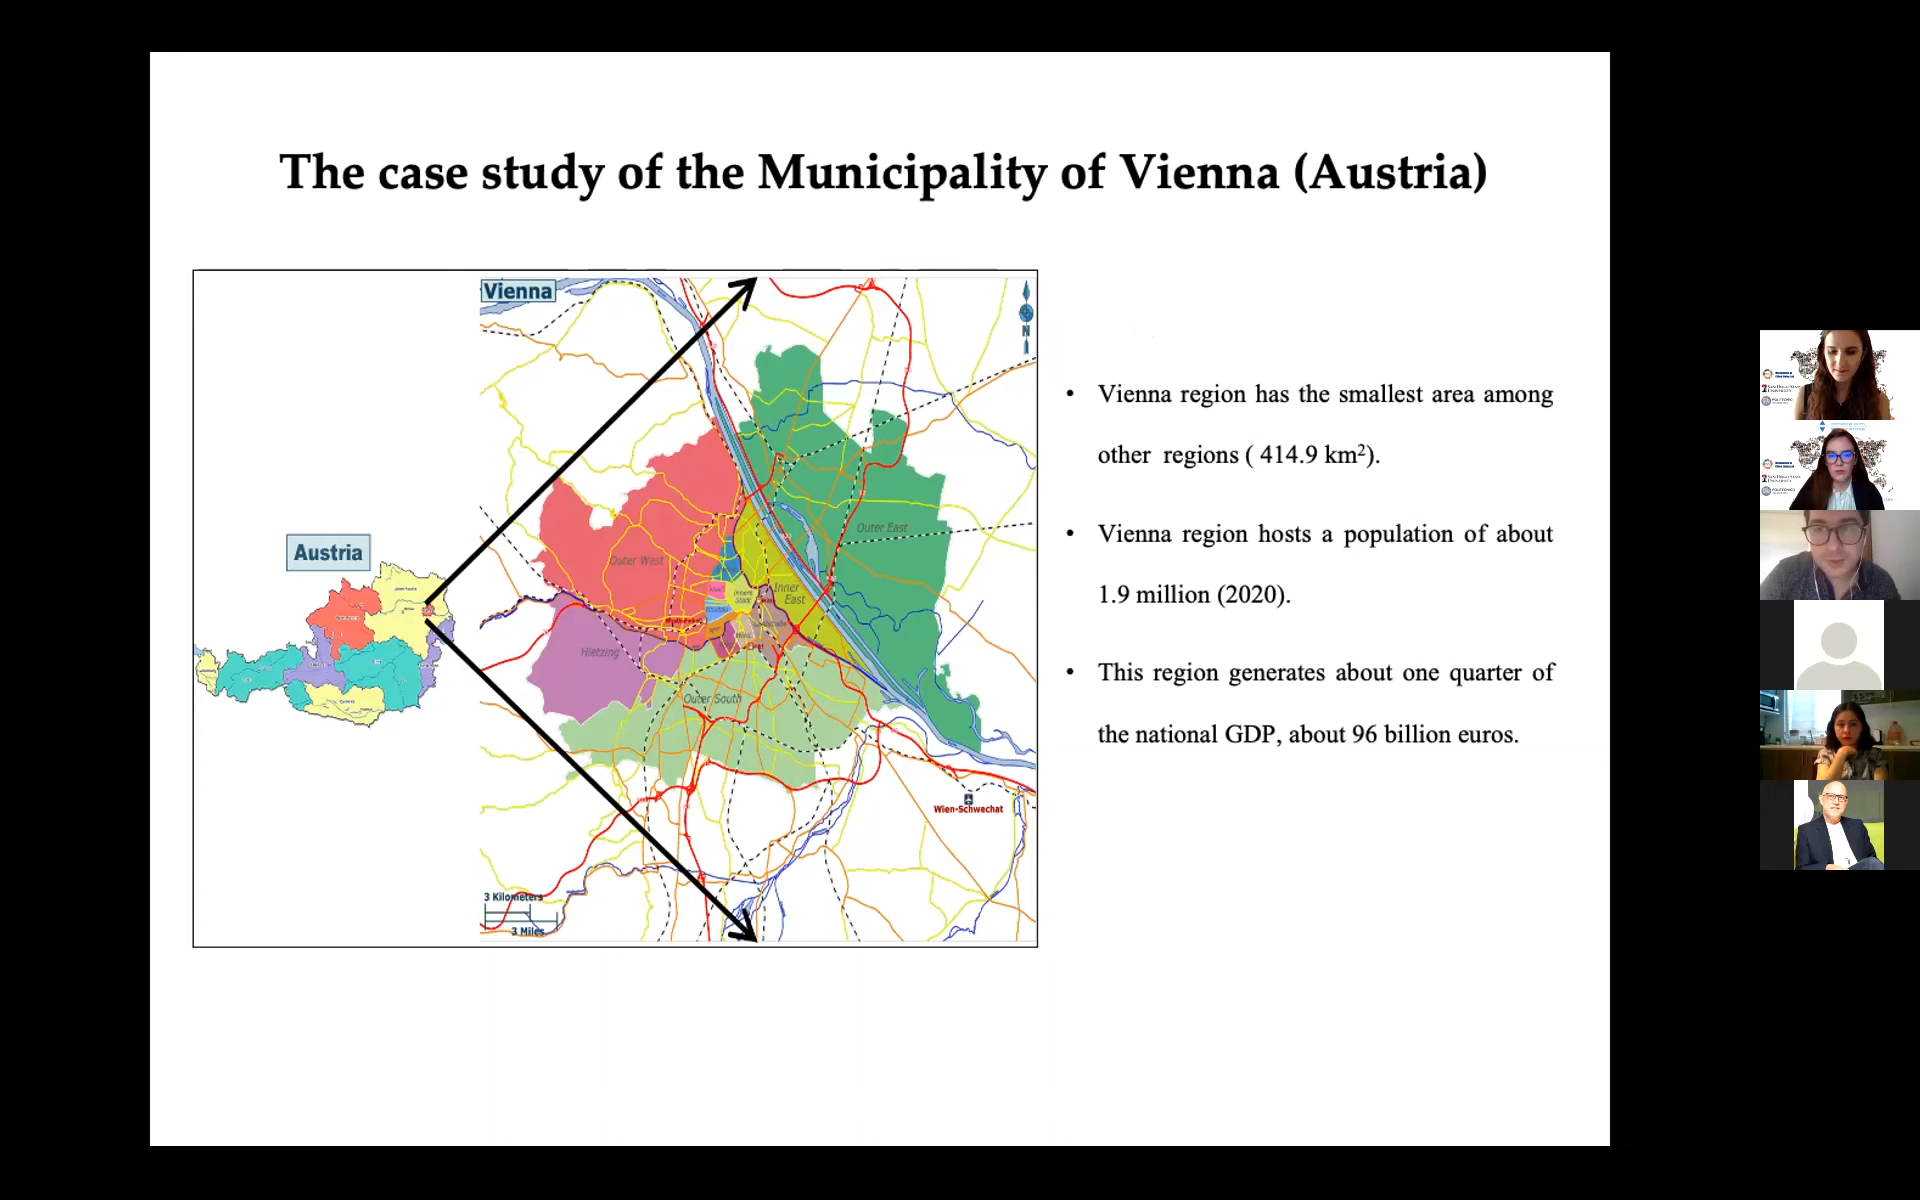 The case study of the Municipality of Vienna (Austria)
Vienna
N
Outer East
Outer West
Inner East
Hietzing
Outer South
Austria
Wien-Schwechat
3 Kilometers
3 Miles
• Vienna region has the smallest area among
other regions ( 414.9 km²).
• Vienna region hosts a population of about
1.9 million (2020).
• This region generates about one quarter of
the national GDP, about 96 billion euros.